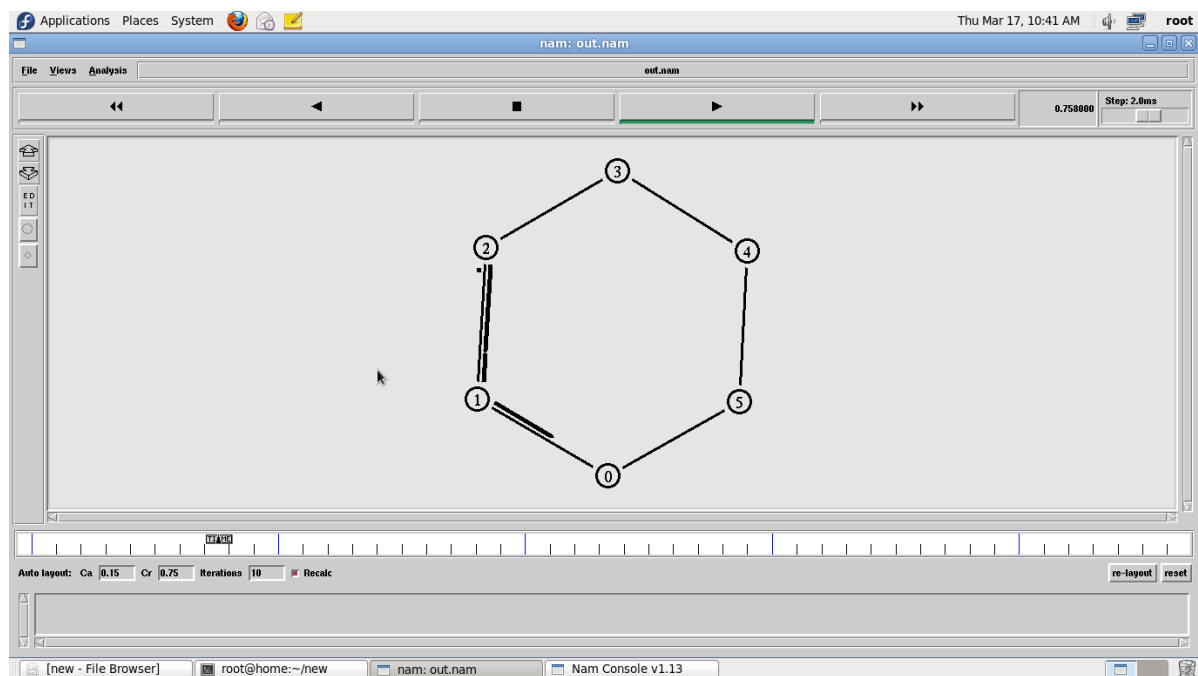 Applications Places System Thu Mar 17, 10:41 AM root
nam: out.nam
File Views Analysis out.nam
0.758000 Step: 2.0ms
3
2
4
1
5
0
E D
I T
TIME
Auto layout: Ca 0.15 Cr 0.75 Iterations 10 Recalc re-layout reset
[new - File Browser] root@home:~/new nam: out.nam Nam Console v1.13